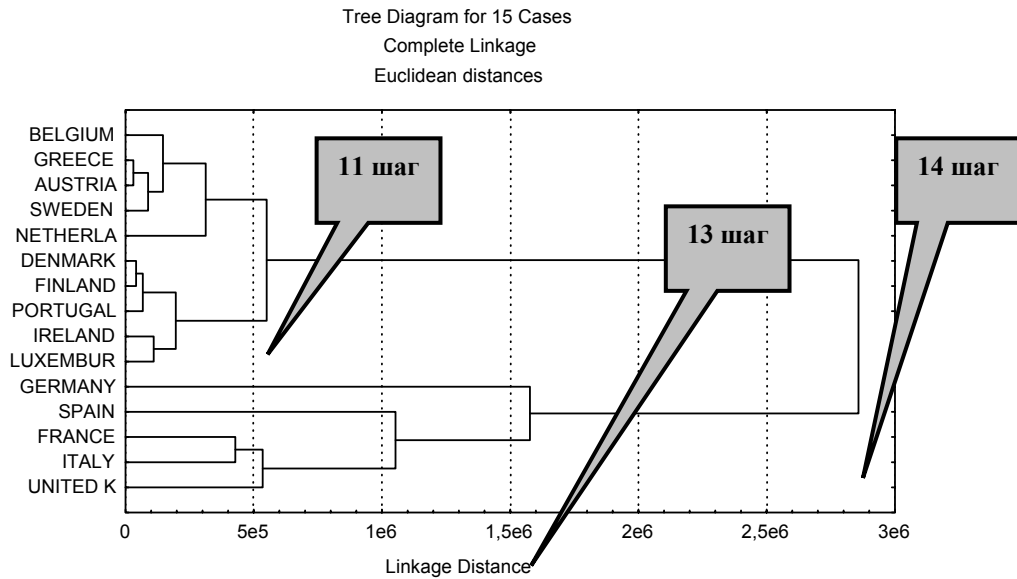 Tree Diagram for 15 Cases
Complete Linkage
Euclidean distances
BELGIUM
GREECE
AUSTRIA
SWEDEN
NETHERLA
DENMARK
FINLAND
PORTUGAL
IRELAND
LUXEMBUR
GERMANY
SPAIN
FRANCE
ITALY
UNITED K
11 шаг
13 шаг
14 шаг
0 5e5 1e6 1,5e6 2e6 2,5e6 3e6
Linkage Distance